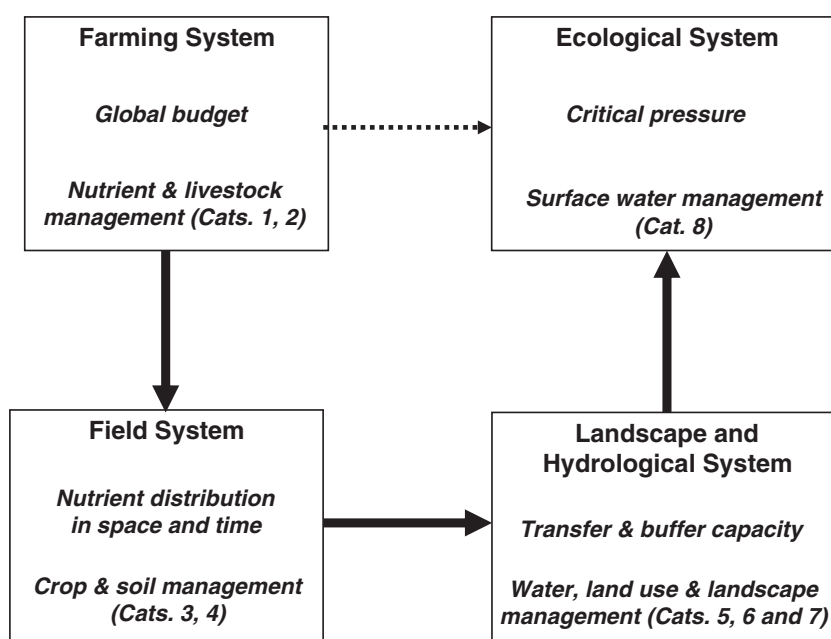 Farming System
Global budget
Nutrient & livestock
management (Cats. 1, 2)
Ecological System
Critical pressure
Surface water management
(Cat. 8)
Field System
Nutrient distribution
in space and time
Crop & soil management
(Cats. 3, 4)
Landscape and
Hydrological System
Transfer & buffer capacity
Water, land use & landscape
management (Cats. 5, 6 and 7)